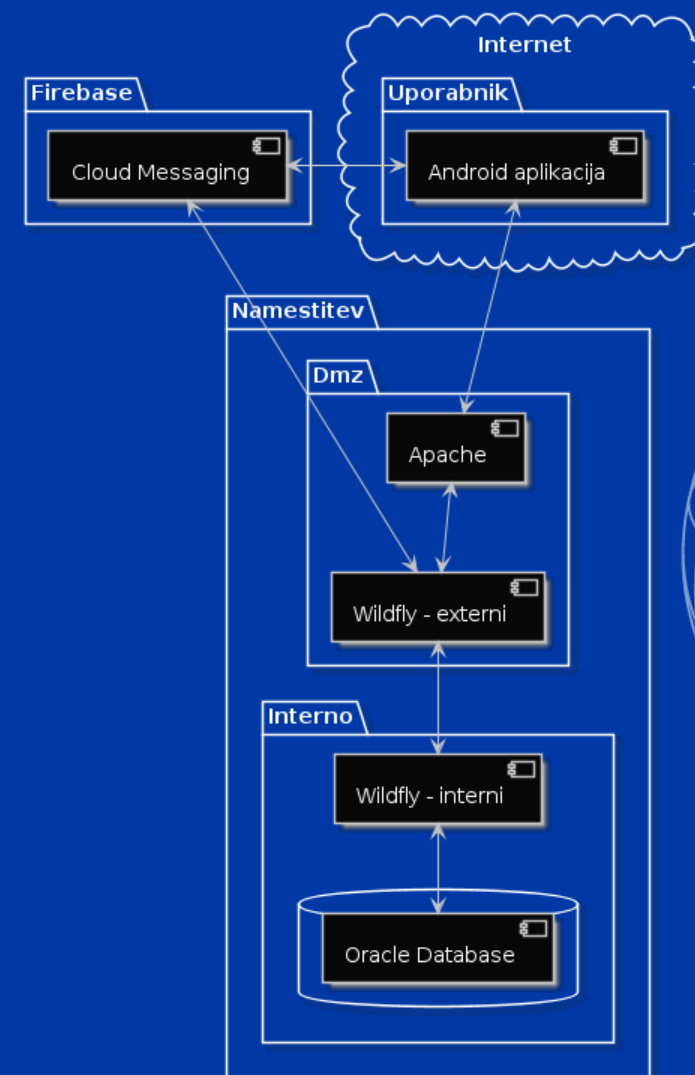 Internet
Firebase
Uporabnik
Cloud Messaging
Android aplikacija
Namestitev
Dmz
Apache
Wildfly - externi
Interno
Wildfly - interni
Oracle Database